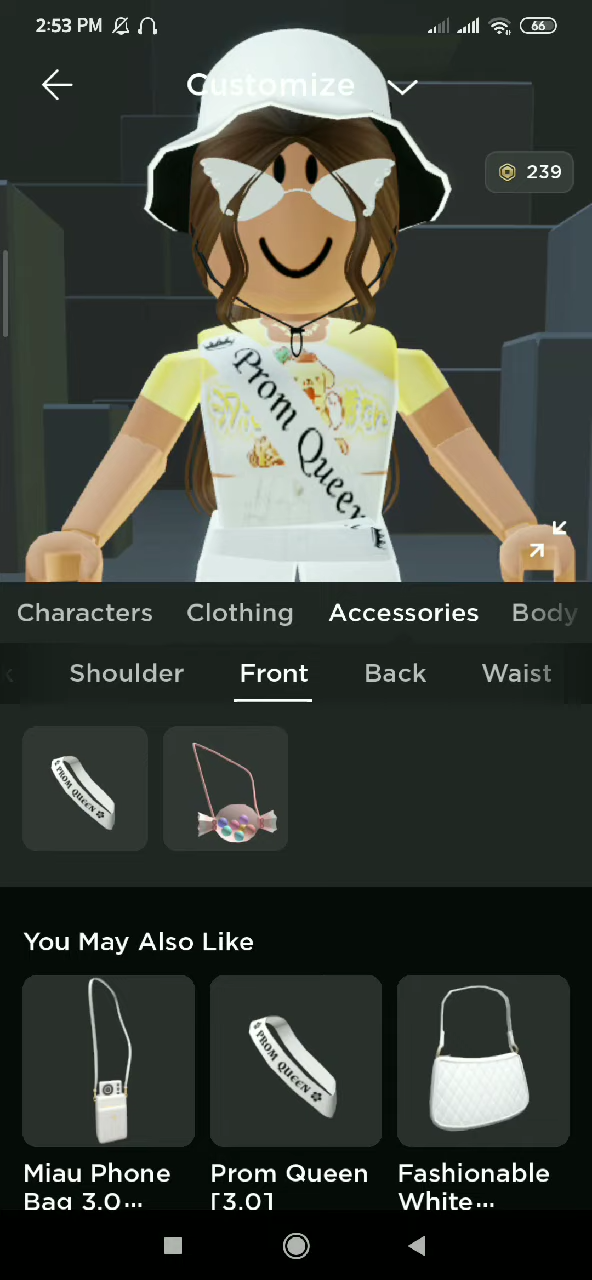 2:53 PM
66
Customize
239
Prom Queen
Characters Clothing Accessories Body
Shoulder Front Back Waist
PROM QUEEN
You May Also Like
PROM QUEEN
Miau Phone
Bag 3.0...
Prom Queen
[3.0]
Fashionable
White...